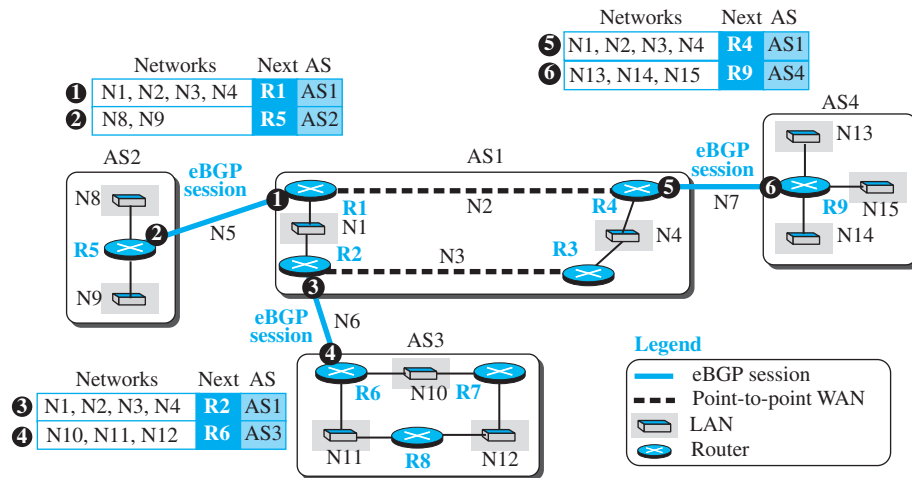 Networks Next AS
5 N1, N2, N3, N4 R4 AS1
6 N13, N14, N15 R9 AS4
Networks Next AS
1 N1, N2, N3, N4 R1 AS1
2 N8, N9 R5 AS2
AS2
N8
R5
2
N9
eBGP
session
N5
AS1
1
R1
N1
R2
3
N2
N3
R4
5
R3
N4
eBGP
session
N7
AS4
N13
6
R9
N15
N14
eBGP
session
N6
AS3
4
R6
N10
R7
N11
R8
N12
Networks Next AS
3 N1, N2, N3, N4 R2 AS1
4 N10, N11, N12 R6 AS3
Legend
eBGP session
Point-to-point WAN
LAN
Router